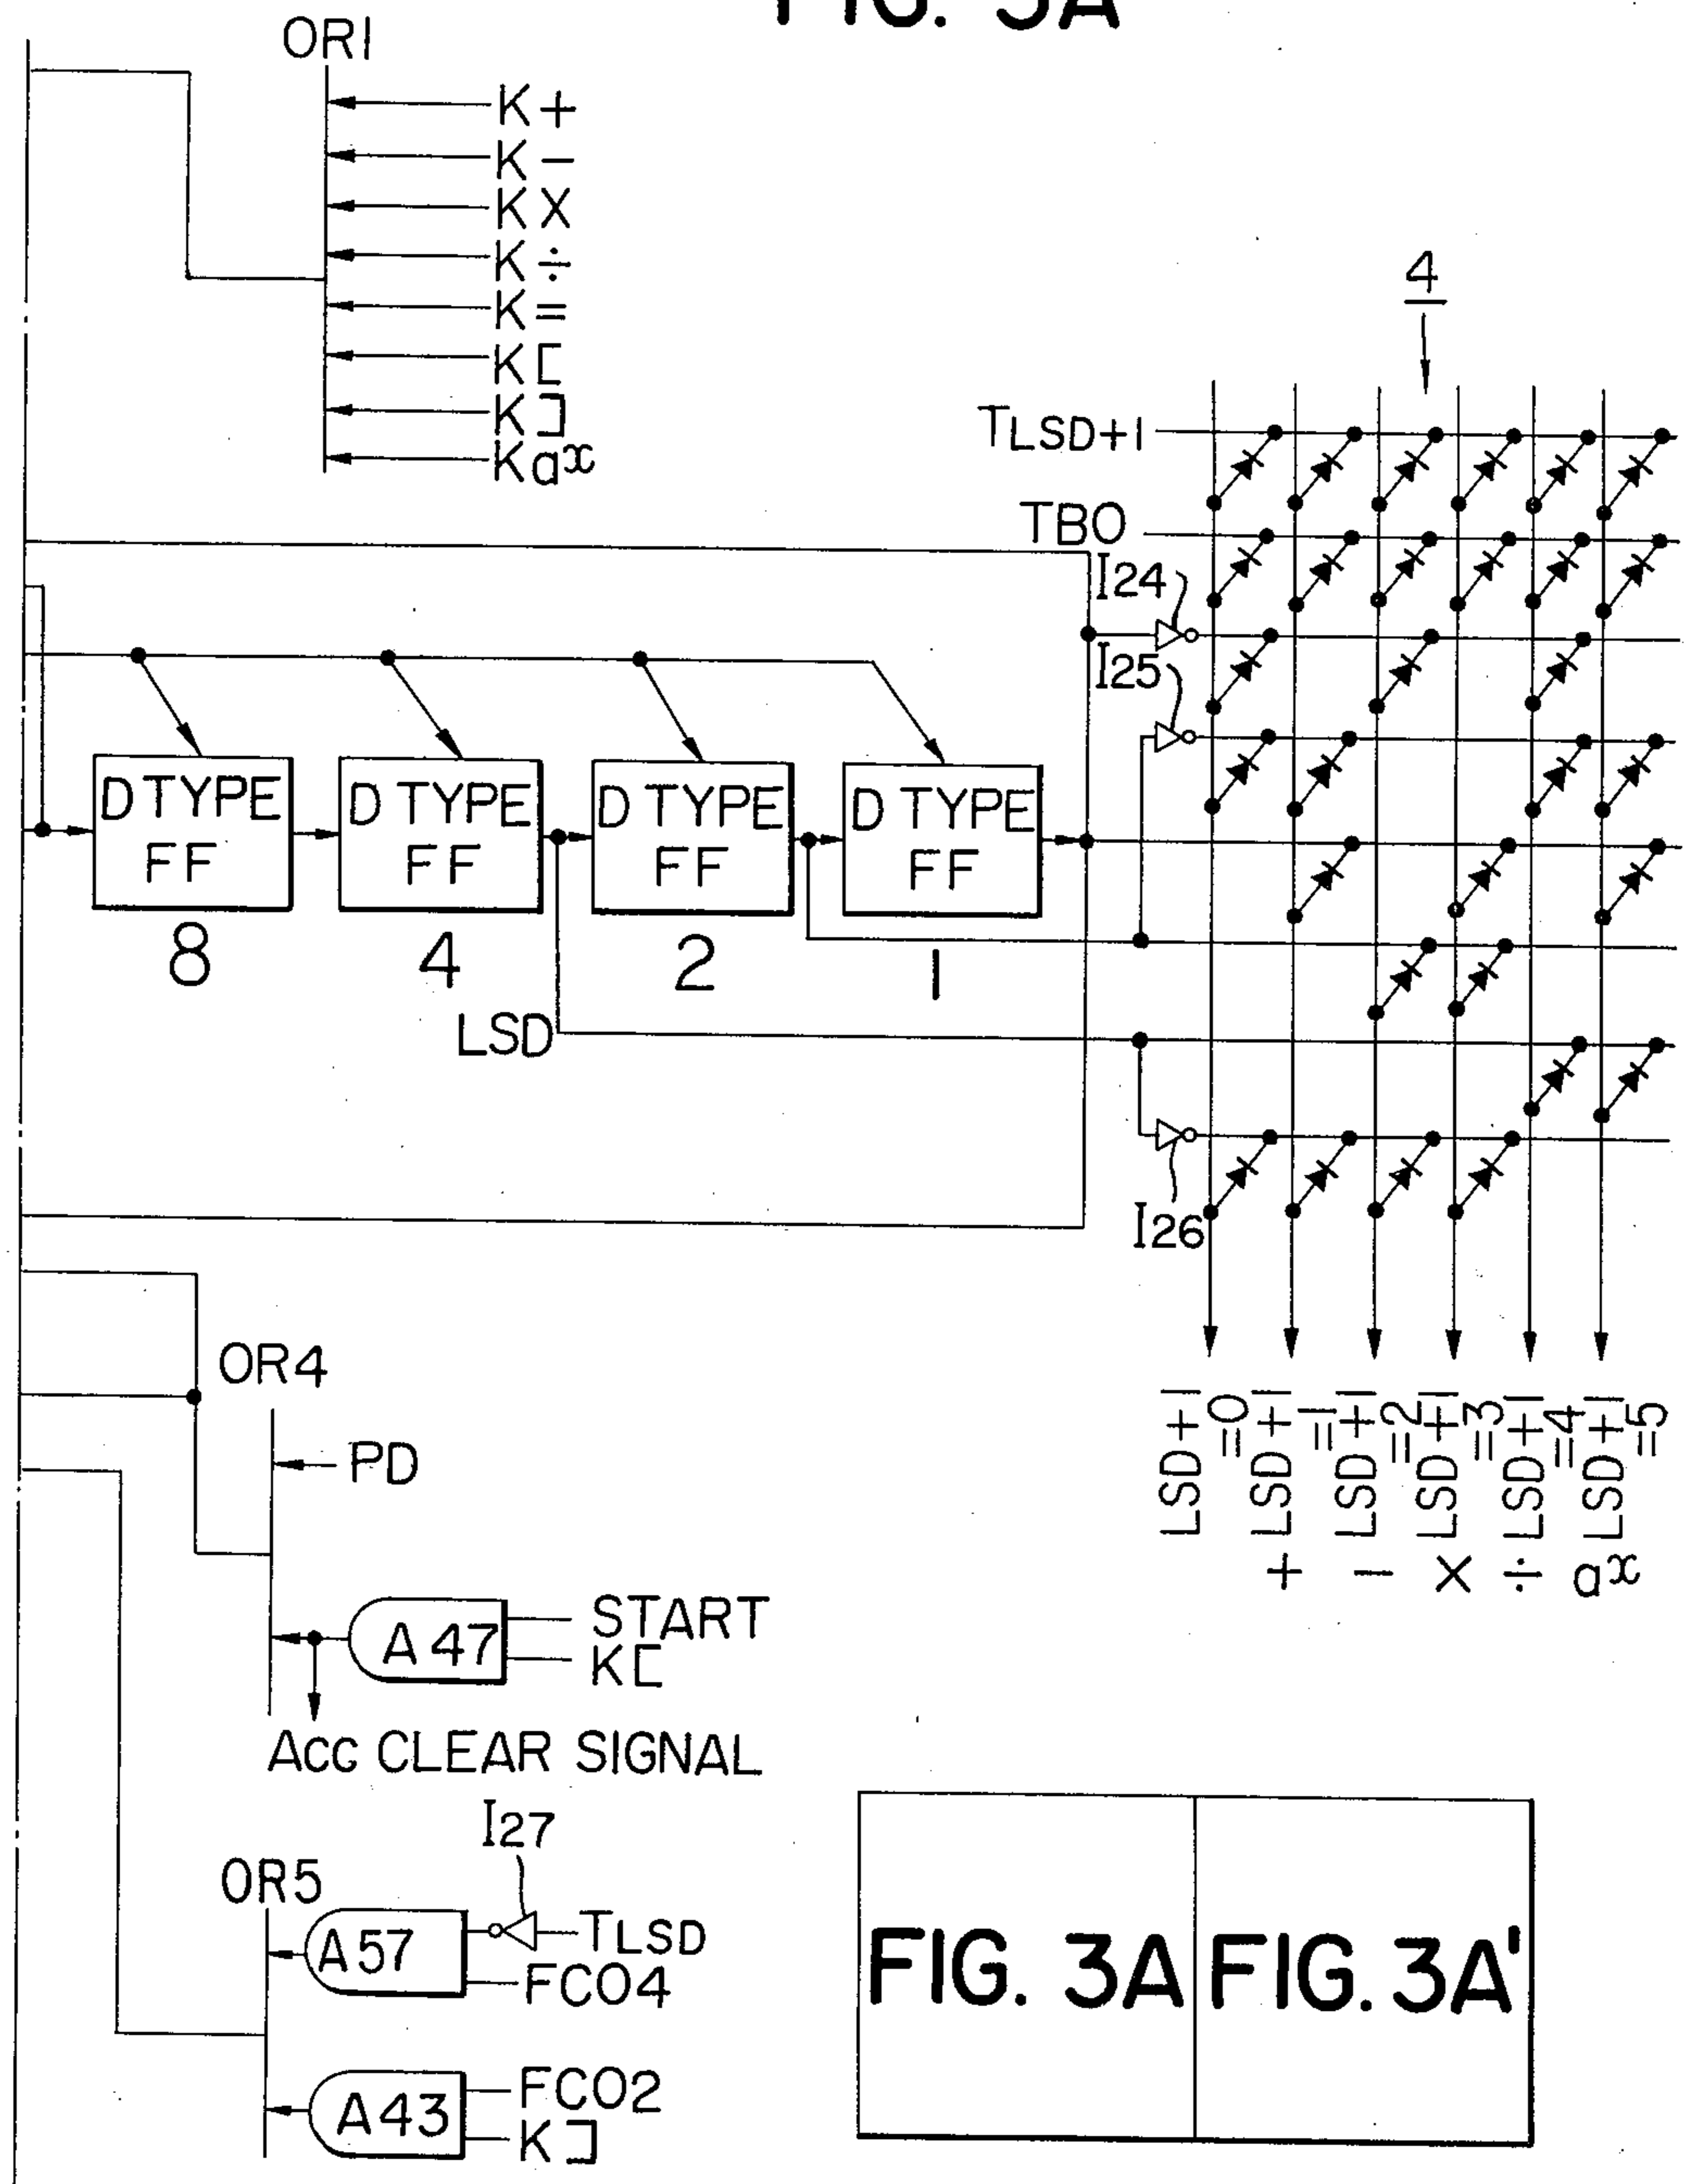 FIG. 3A'
OR1
K+
K−
K×
K÷
K=
K[
K]
Kaˣ
4
TLSD+1
TB0
I24
I25
D TYPE FF
D TYPE FF
D TYPE FF
D TYPE FF
8
4
2
1
LSD
I26
OR4
PD
LSD+1 =0
LSD+1 =1
LSD+1 =2
LSD+1 =3
LSD+1 =4
LSD+1 =5
+
−
×
÷
aˣ
A47
START
K[
ACC CLEAR SIGNAL
I27
OR5
A57
TLSD
FCO4
A43
FCO2
K]
FIG. 3A
FIG. 3A'